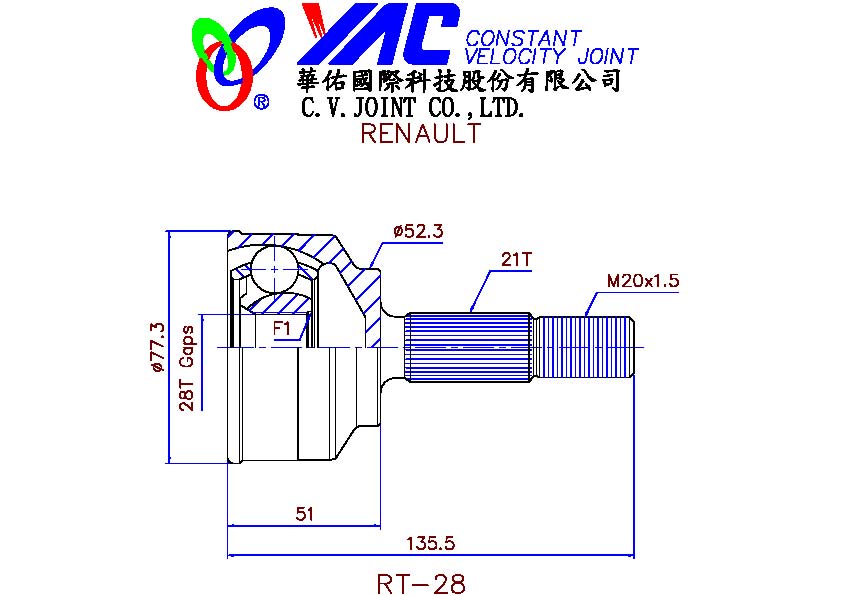 YAC CONSTANT
VELOCITY JOINT
華佑國際科技股份有限公司
®
C.V.JOINT CO.,LTD.
RENAULT
ø52.3
21T
M20x1.5
ø77.3
28T Gaps
F1
51
135.5
RT-28